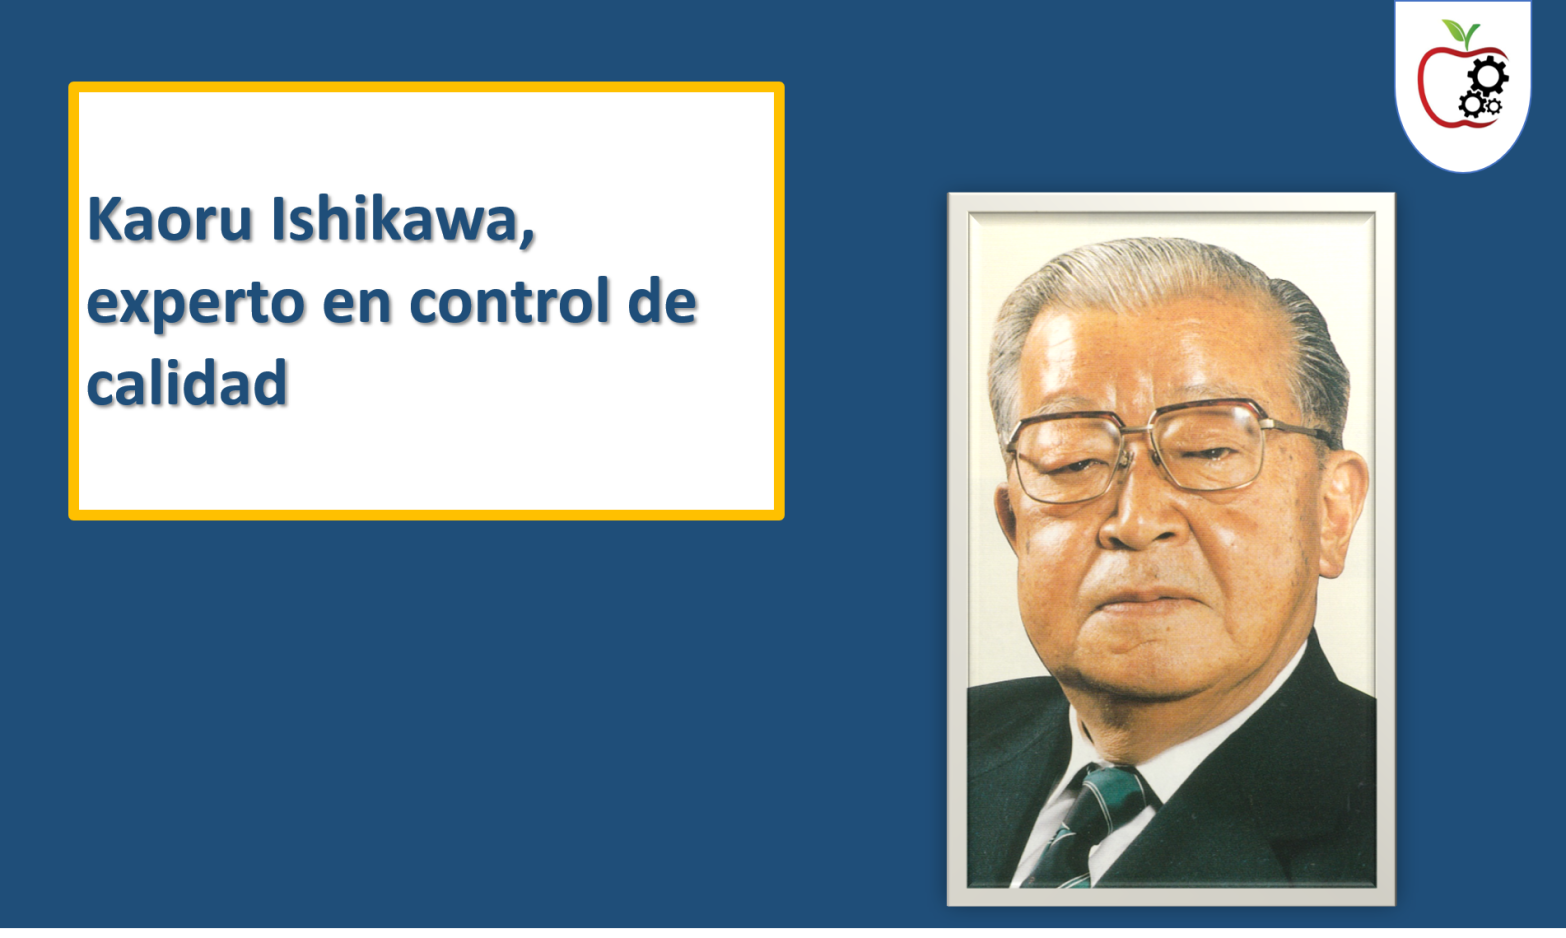 Kaoru Ishikawa,
experto en control de
calidad